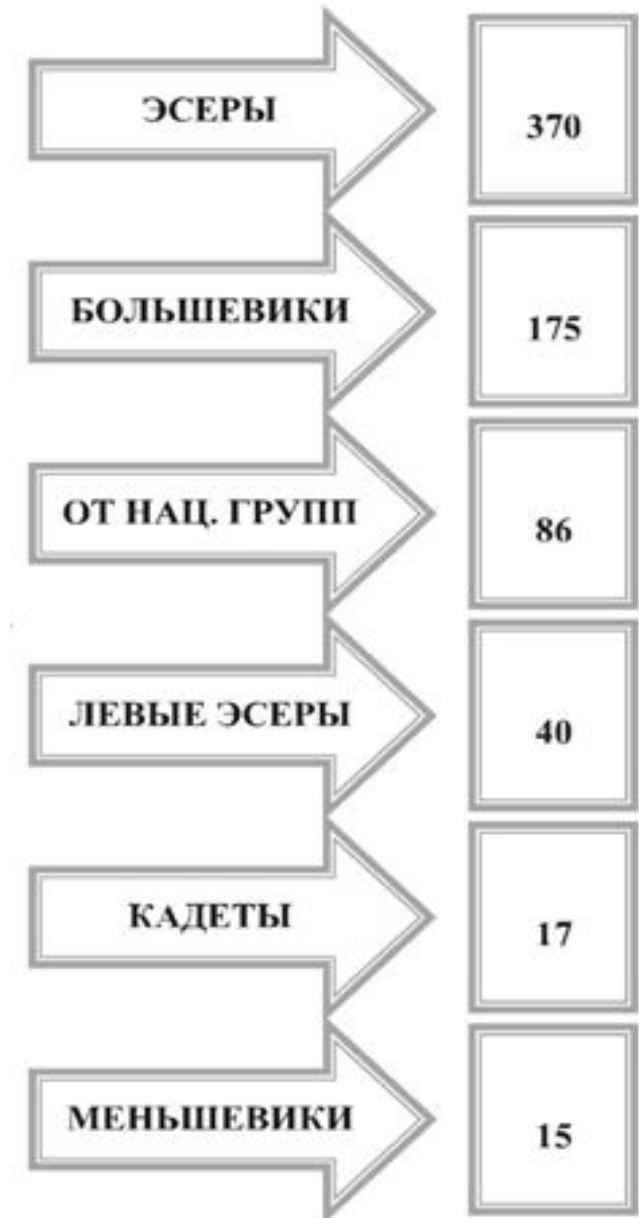 ЭСЕРЫ 370
БОЛЬШЕВИКИ 175
ОТ НАЦ. ГРУПП 86
ЛЕВЫЕ ЭСЕРЫ 40
КАДЕТЫ 17
МЕНЬШЕВИКИ 15